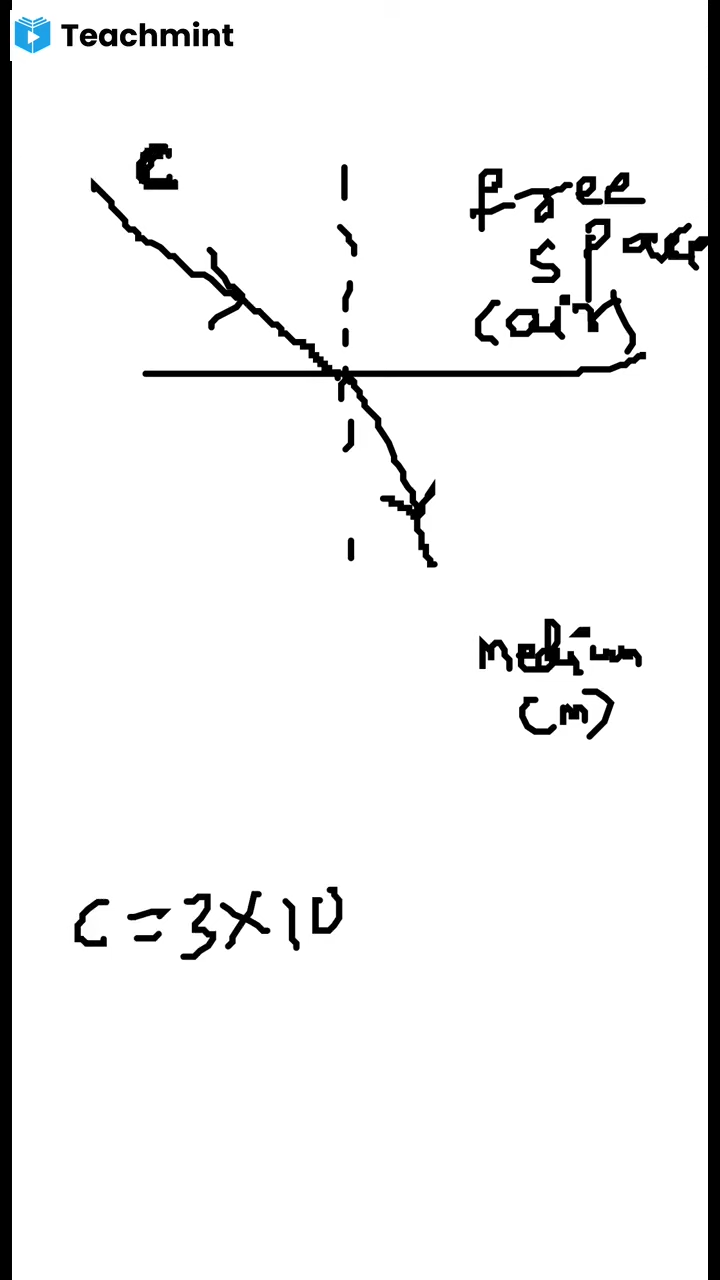 Teachmint
C
free
space
(air)
medium
(m)
C = 3 × 10